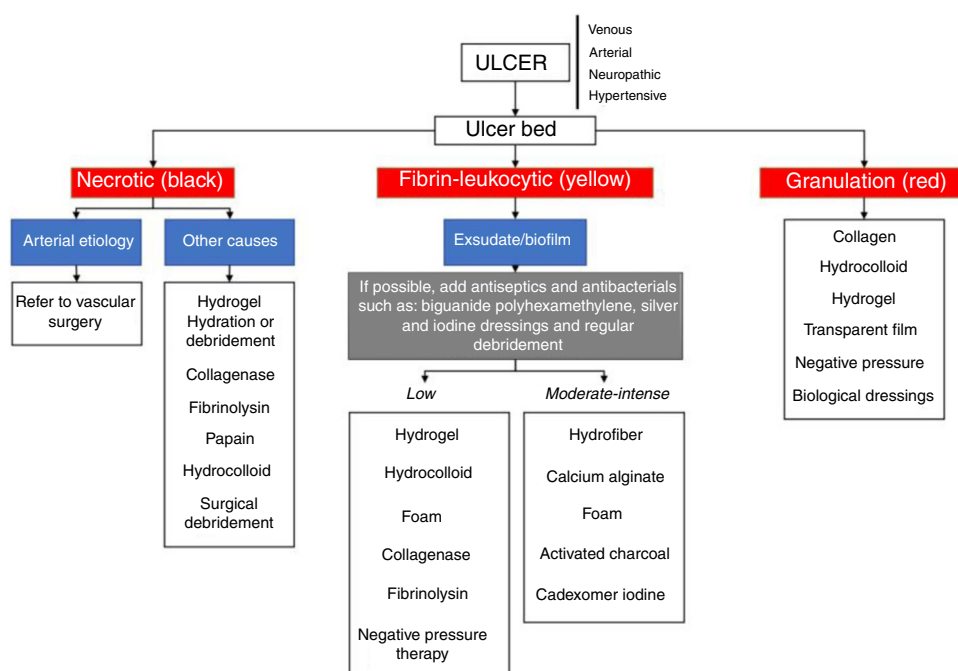 ULCER
Venous
Arterial
Neuropathic
Hypertensive
Ulcer bed
Necrotic (black)
Fibrin-leukocytic (yellow)
Granulation (red)
Arterial etiology
Other causes
Exsudate/biofilm
Refer to vascular
surgery
Hydrogel
Hydration or
debridement
Collagenase
Fibrinolysin
Papain
Hydrocolloid
Surgical
debridement
If possible, add antiseptics and antibacterials
such as: biguanide polyhexamethylene, silver
and iodine dressings and regular
debridement
Low
Moderate-intense
Hydrogel
Hydrocolloid
Foam
Collagenase
Fibrinolysin
Negative pressure
therapy
Hydrofiber
Calcium alginate
Foam
Activated charcoal
Cadexomer iodine
Collagen
Hydrocolloid
Hydrogel
Transparent film
Negative pressure
Biological dressings